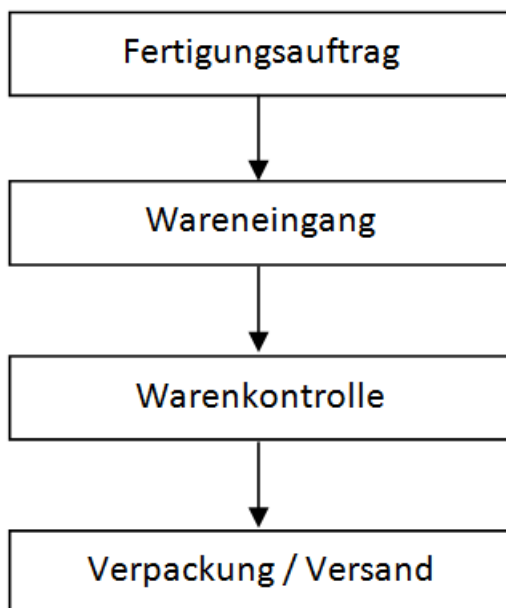 Fertigungsauftrag
Wareneingang
Warenkontrolle
Verpackung / Versand